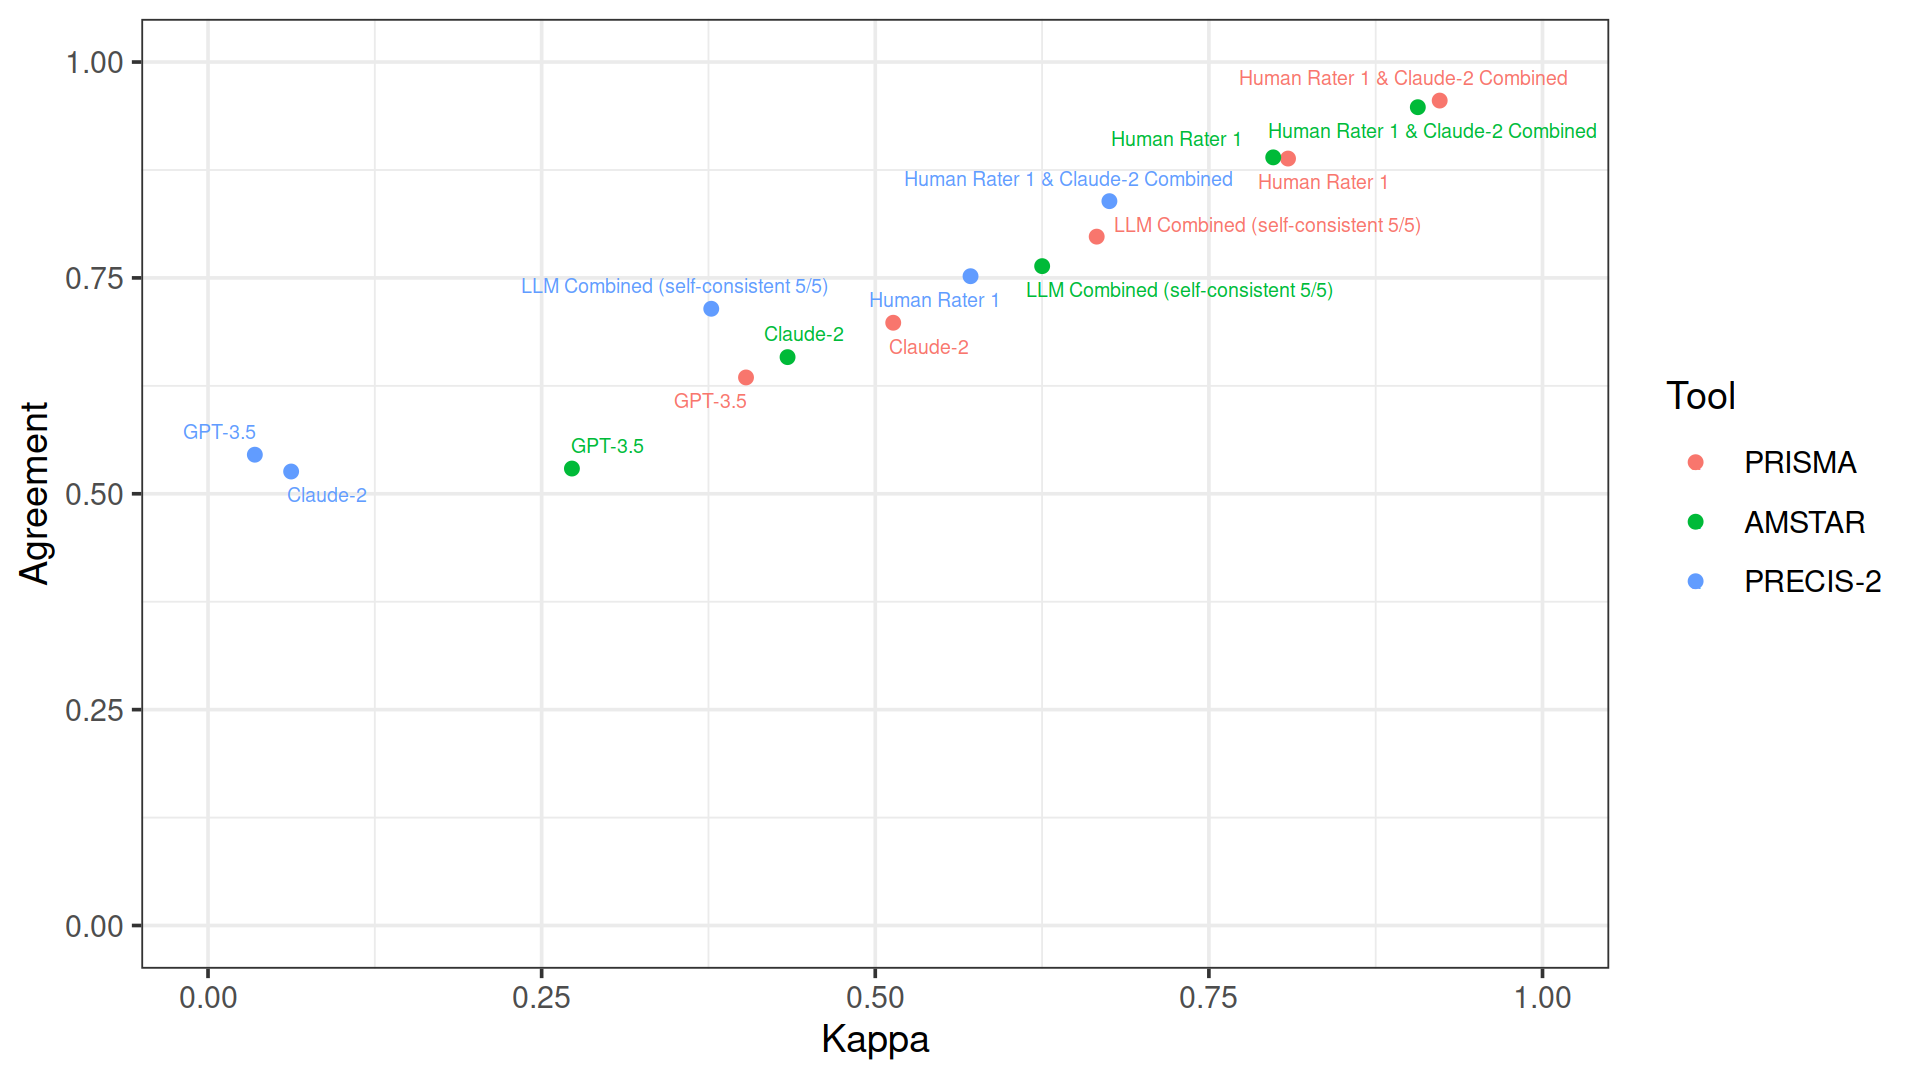 1.00
0.75
0.50
0.25
0.00
Agreement
Human Rater 1 & Claude-2 Combined
Human Rater 1 & Claude-2 Combined
Human Rater 1
Human Rater 1 & Claude-2 Combined
Human Rater 1
LLM Combined (self-consistent 5/5)
LLM Combined (self-consistent 5/5)
Human Rater 1
LLM Combined (self-consistent 5/5)
Claude-2
Claude-2
GPT-3.5
GPT-3.5
GPT-3.5
Claude-2
0.00
0.25
0.50
0.75
1.00
Kappa
Tool
PRISMA
AMSTAR
PRECIS-2